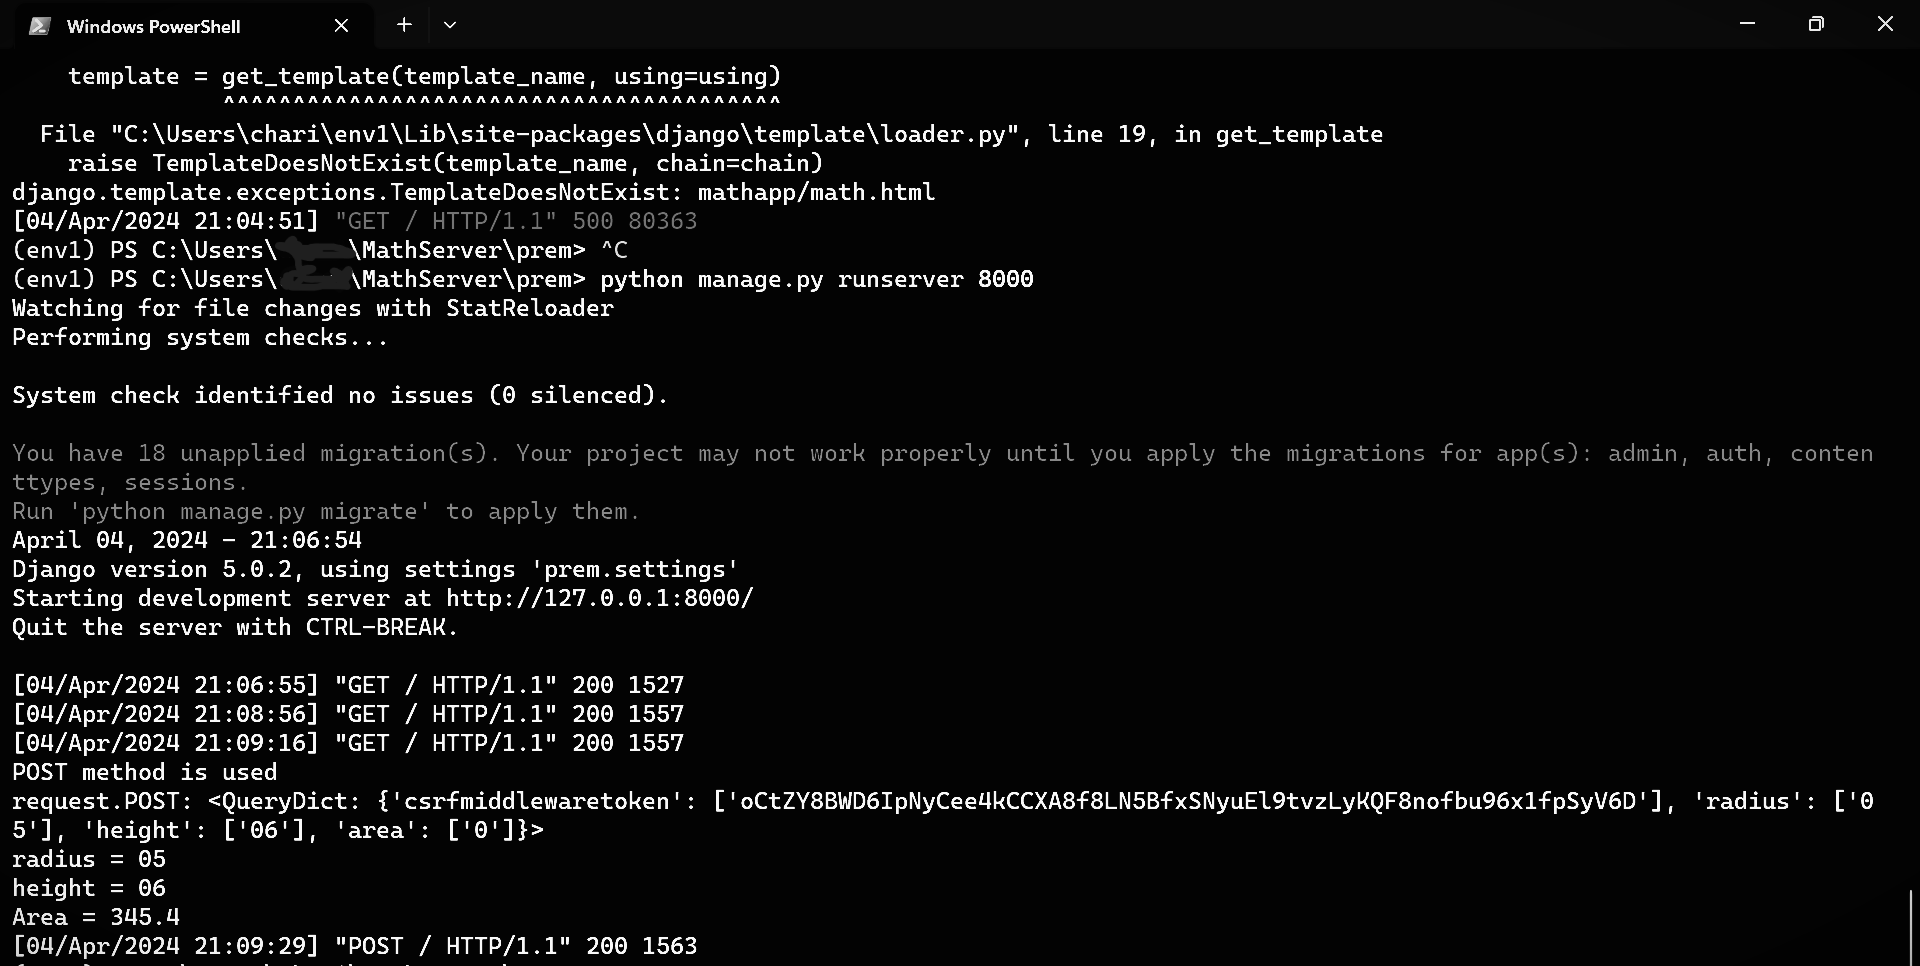 Windows PowerShell
template = get_template(template_name, using=using)
^^^^^^^^^^^^^^^^^^^^^^^^^^^^^^^^^^^^^^^^
File "C:\Users\chari\env1\Lib\site-packages\django\template\loader.py", line 19, in get_template
raise TemplateDoesNotExist(template_name, chain=chain)
django.template.exceptions.TemplateDoesNotExist: mathapp/math.html
[04/Apr/2024 21:04:51] "GET / HTTP/1.1" 500 80363
(env1) PS C:\Users\ \MathServer\prem> ^C
(env1) PS C:\Users\ \MathServer\prem> python manage.py runserver 8000
Watching for file changes with StatReloader
Performing system checks...
System check identified no issues (0 silenced).
You have 18 unapplied migration(s). Your project may not work properly until you apply the migrations for app(s): admin, auth, conten
ttypes, sessions.
Run 'python manage.py migrate' to apply them.
April 04, 2024 - 21:06:54
Django version 5.0.2, using settings 'prem.settings'
Starting development server at http://127.0.0.1:8000/
Quit the server with CTRL-BREAK.
[04/Apr/2024 21:06:55] "GET / HTTP/1.1" 200 1527
[04/Apr/2024 21:08:56] "GET / HTTP/1.1" 200 1557
[04/Apr/2024 21:09:16] "GET / HTTP/1.1" 200 1557
POST method is used
request.POST: <QueryDict: {'csrfmiddlewaretoken': ['oCtZY8BWD6IpNyCee4kCCXA8f8LN5BfxSNyuEl9tvzLyKQF8nofbu96x1fpSyV6D'], 'radius': ['0
5'], 'height': ['06'], 'area': ['0']}>
radius = 05
height = 06
Area = 345.4
[04/Apr/2024 21:09:29] "POST / HTTP/1.1" 200 1563